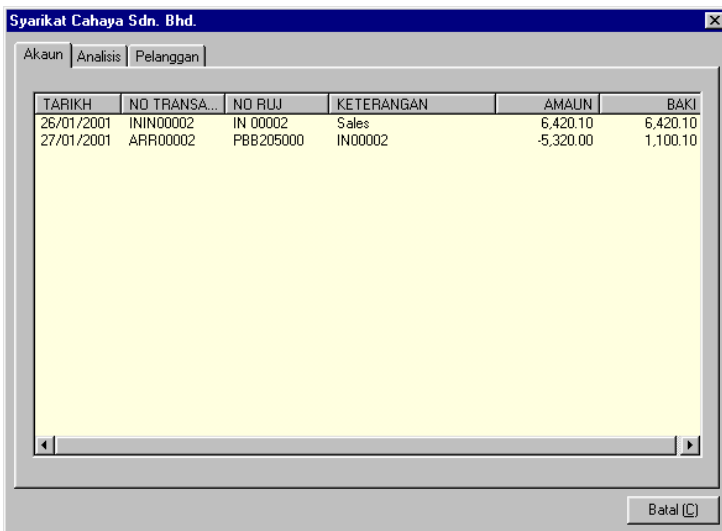 Syarikat Cahaya Sdn. Bhd.
Akaun Analisis Pelanggan
TARIKH NO TRANSA... NO RUJ KETERANGAN AMAUN BAKI
26/01/2001 ININ00002 IN 00002 Sales 6,420.10 6,420.10
27/01/2001 ARR00002 PBB205000 IN00002 -5,320.00 1,100.10
Batal (C)